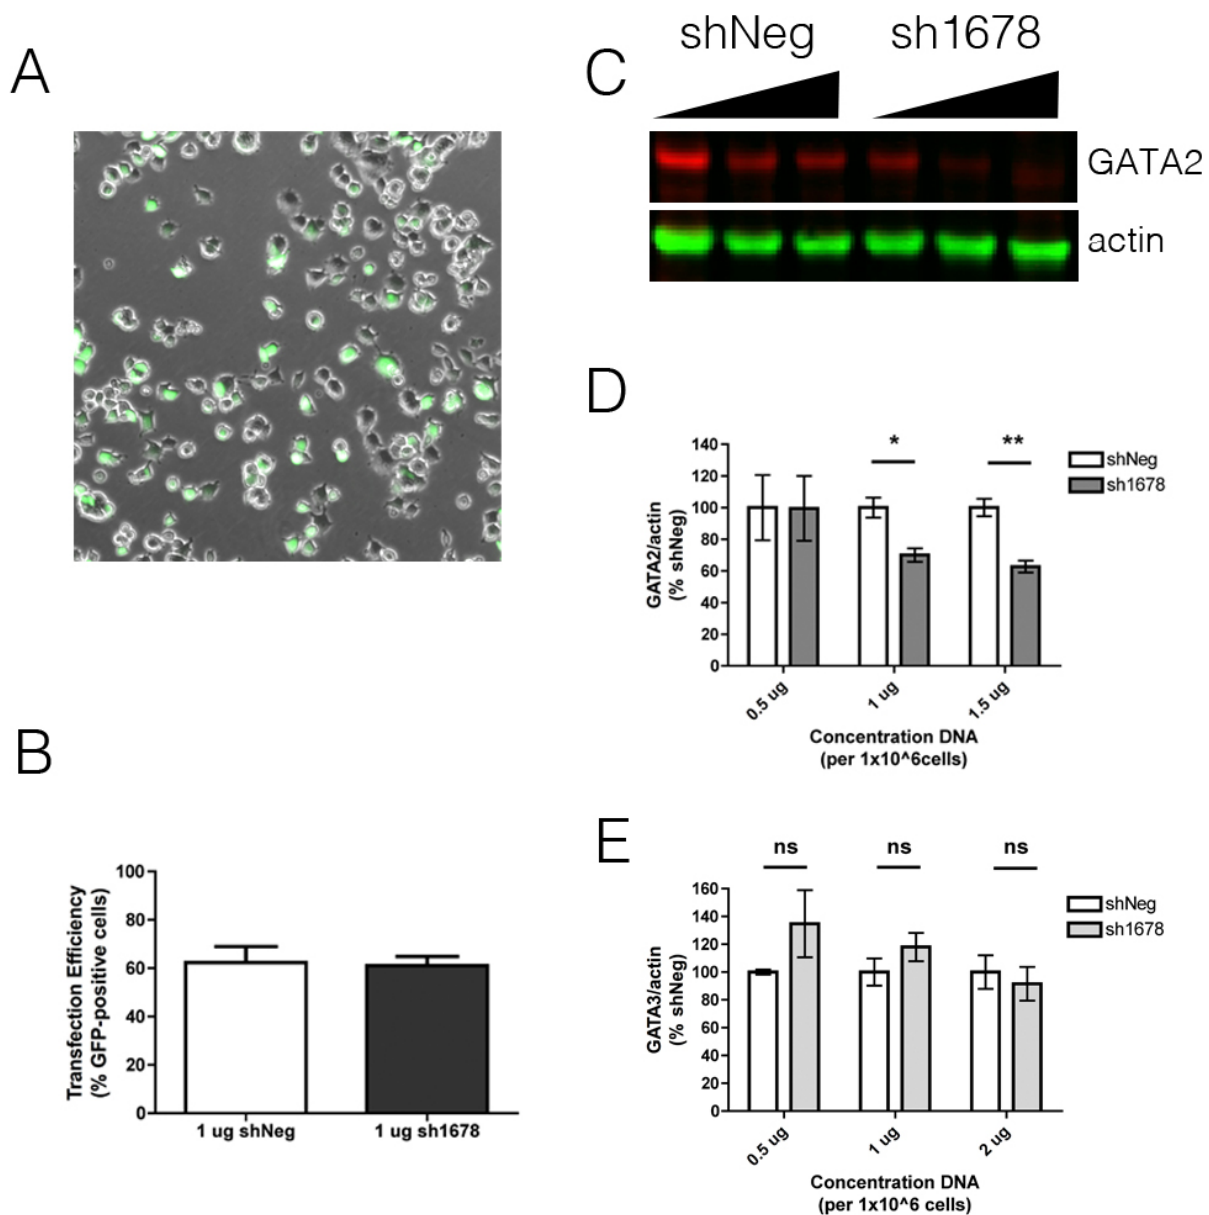 A
C
shNeg sh1678
GATA2
actin
D
140
120
100
80
60
40
20
0
GATA2/actin
(% shNeg)
*
**
shNeg
sh1678
0.5 ug
1 ug
1.5 ug
Concentration DNA
(per 1x10^6cells)
B
100
80
60
40
20
0
Transfection Efficiency
(% GFP-positive cells)
1 ug shNeg
1 ug sh1678
E
ns
ns
ns
160
140
120
100
80
60
40
20
0
GATA3/actin
(% shNeg)
shNeg
sh1678
0.5 ug
1 ug
2 ug
Concentration DNA
(per 1x10^6 cells)